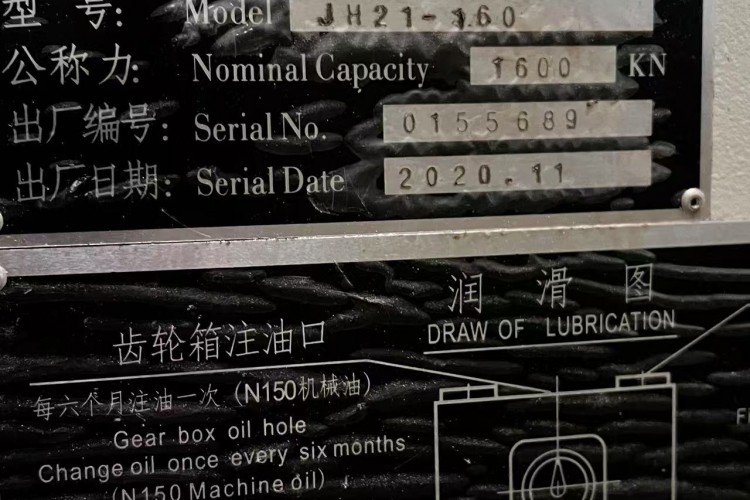 型 号: Model JH21-160
公称力: Nominal Capacity 1600 KN
出厂编号: Serial No. 0155689
出厂日期: Serial Date 2020.11
润 滑 图
DRAW OF LUBRICATION
齿轮箱注油口
每六个月注油一次（N150机械油）
Gear box oil hole
Change oil once every six months
(N150 Machine oil)